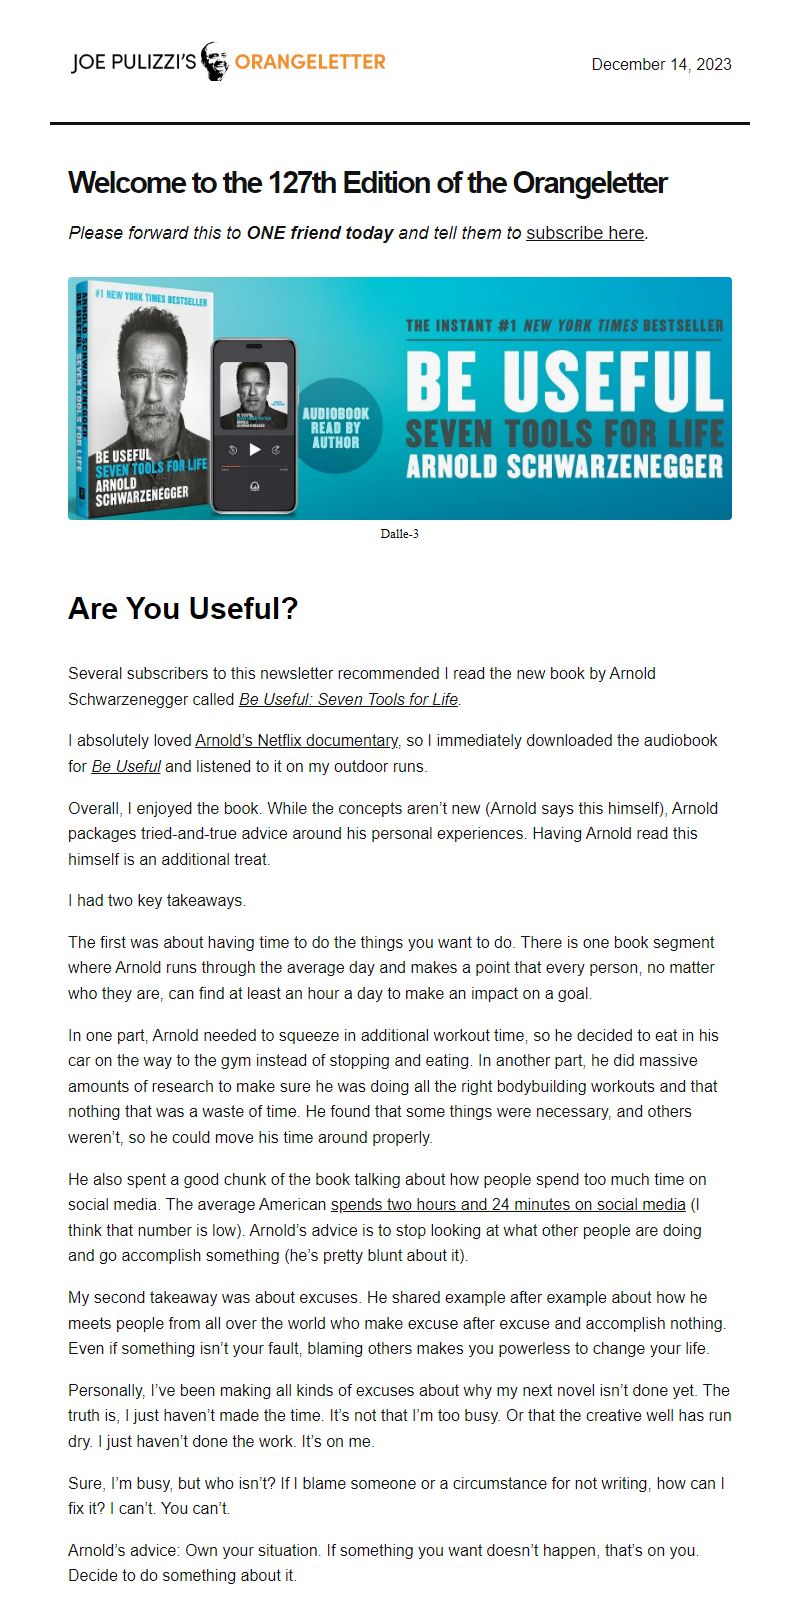 JOE PULIZZI'S ORANGELETTER
December 14, 2023
Welcome to the 127th Edition of the Orangeletter
Please forward this to ONE friend today and tell them to subscribe here.
#1 NEW YORK TIMES BESTSELLER
ARNOLD SCHWARZENEGGER
BE USEFUL SEVEN TOOLS FOR LIFE
BE USEFUL
SEVEN TOOLS FOR LIFE
ARNOLD
SCHWARZENEGGER
AUDIOBOOK
READ BY
AUTHOR
THE INSTANT #1 NEW YORK TIMES BESTSELLER
BE USEFUL
SEVEN TOOLS FOR LIFE
ARNOLD SCHWARZENEGGER
Dalle-3
Are You Useful?
Several subscribers to this newsletter recommended I read the new book by Arnold
Schwarzenegger called Be Useful: Seven Tools for Life.
I absolutely loved Arnold's Netflix documentary, so I immediately downloaded the audiobook
for Be Useful and listened to it on my outdoor runs.
Overall, I enjoyed the book. While the concepts aren't new (Arnold says this himself), Arnold
packages tried-and-true advice around his personal experiences. Having Arnold read this
himself is an additional treat.
I had two key takeaways.
The first was about having time to do the things you want to do. There is one book segment
where Arnold runs through the average day and makes a point that every person, no matter
who they are, can find at least an hour a day to make an impact on a goal.
In one part, Arnold needed to squeeze in additional workout time, so he decided to eat in his
car on the way to the gym instead of stopping and eating. In another part, he did massive
amounts of research to make sure he was doing all the right bodybuilding workouts and that
nothing that was a waste of time. He found that some things were necessary, and others
weren't, so he could move his time around properly.
He also spent a good chunk of the book talking about how people spend too much time on
social media. The average American spends two hours and 24 minutes on social media (I
think that number is low). Arnold's advice is to stop looking at what other people are doing
and go accomplish something (he's pretty blunt about it).
My second takeaway was about excuses. He shared example after example about how he
meets people from all over the world who make excuse after excuse and accomplish nothing.
Even if something isn't your fault, blaming others makes you powerless to change your life.
Personally, I've been making all kinds of excuses about why my next novel isn't done yet. The
truth is, I just haven't made the time. It's not that I'm too busy. Or that the creative well has run
dry. I just haven't done the work. It's on me.
Sure, I'm busy, but who isn't? If I blame someone or a circumstance for not writing, how can I
fix it? I can't. You can't.
Arnold's advice: Own your situation. If something you want doesn't happen, that's on you.
Decide to do something about it.